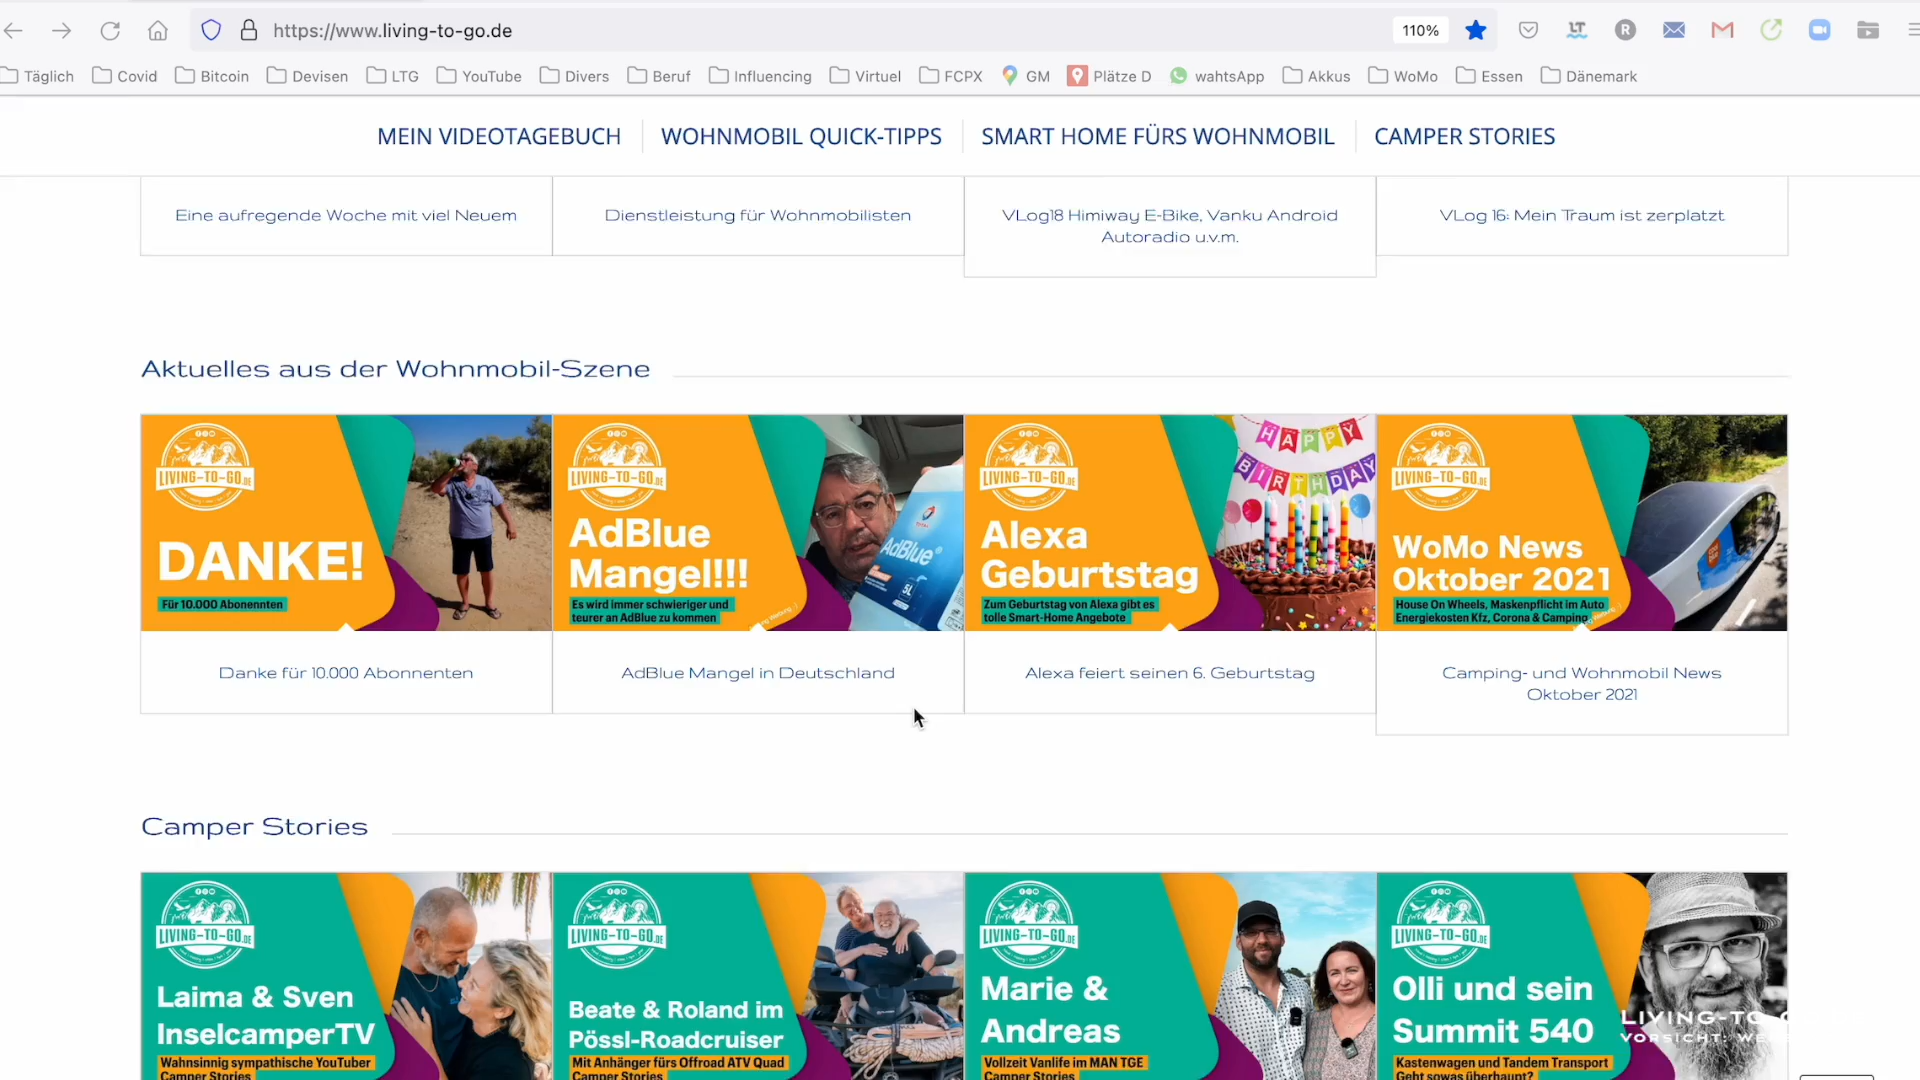 https://www.living-to-go.de
110%
Täglich Covid Bitcoin Devisen LTG YouTube Divers Beruf Influencing Virtuel FCPX GM Plätze D wahtsApp Akkus WoMo Essen Dänemark
MEIN VIDEOTAGEBUCH
WOHNMOBIL QUICK-TIPPS
SMART HOME FÜRS WOHNMOBIL
CAMPER STORIES
Eine aufregende Woche mit viel Neuem
Dienstleistung für Wohnmobilisten
VLog18 Himiway E-Bike, Vanku Android
Autoradio u.v.m.
VLog 16: Mein Traum ist zerplatzt
Aktuelles aus der Wohnmobil-Szene
LIVING-TO-GO.DE
DANKE!
Für 10.000 Abonennten
Danke für 10.000 Abonnenten
LIVING-TO-GO.DE
AdBlue
Mangel!!!
Es wird immer schwieriger und
teurer an AdBlue zu kommen
AdBlue
5L
AdBlue Mangel in Deutschland
LIVING-TO-GO.DE
Alexa
Geburtstag
Zum Geburtstag von Alexa gibt es
tolle Smart-Home Angebote
HAPPY
BIRTHDAY
Alexa feiert seinen 6. Geburtstag
LIVING-TO-GO.DE
WoMo News
Oktober 2021
House On Wheels, Maskenpflicht im Auto
Energiekosten Kfz, Corona & Camping
Camping- und Wohnmobil News
Oktober 2021
Camper Stories
LIVING-TO-GO.DE
Laima & Sven
InselcamperTV
Wahnsinnig sympathische YouTuber
Camper Stories
LIVING-TO-GO.DE
Beate & Roland im
Pössl-Roadcruiser
Mit Anhänger fürs Offroad ATV Quad
Camper Stories
LIVING-TO-GO.DE
Marie &
Andreas
Vollzeit Vanlife im MAN TGE
Camper Stories
LIVING-TO-GO.DE
Olli und sein
Summit 540
Kastenwagen und Tandem Transport
Geht sowas überhaupt?
LIVING-TO-
VORSICHT: